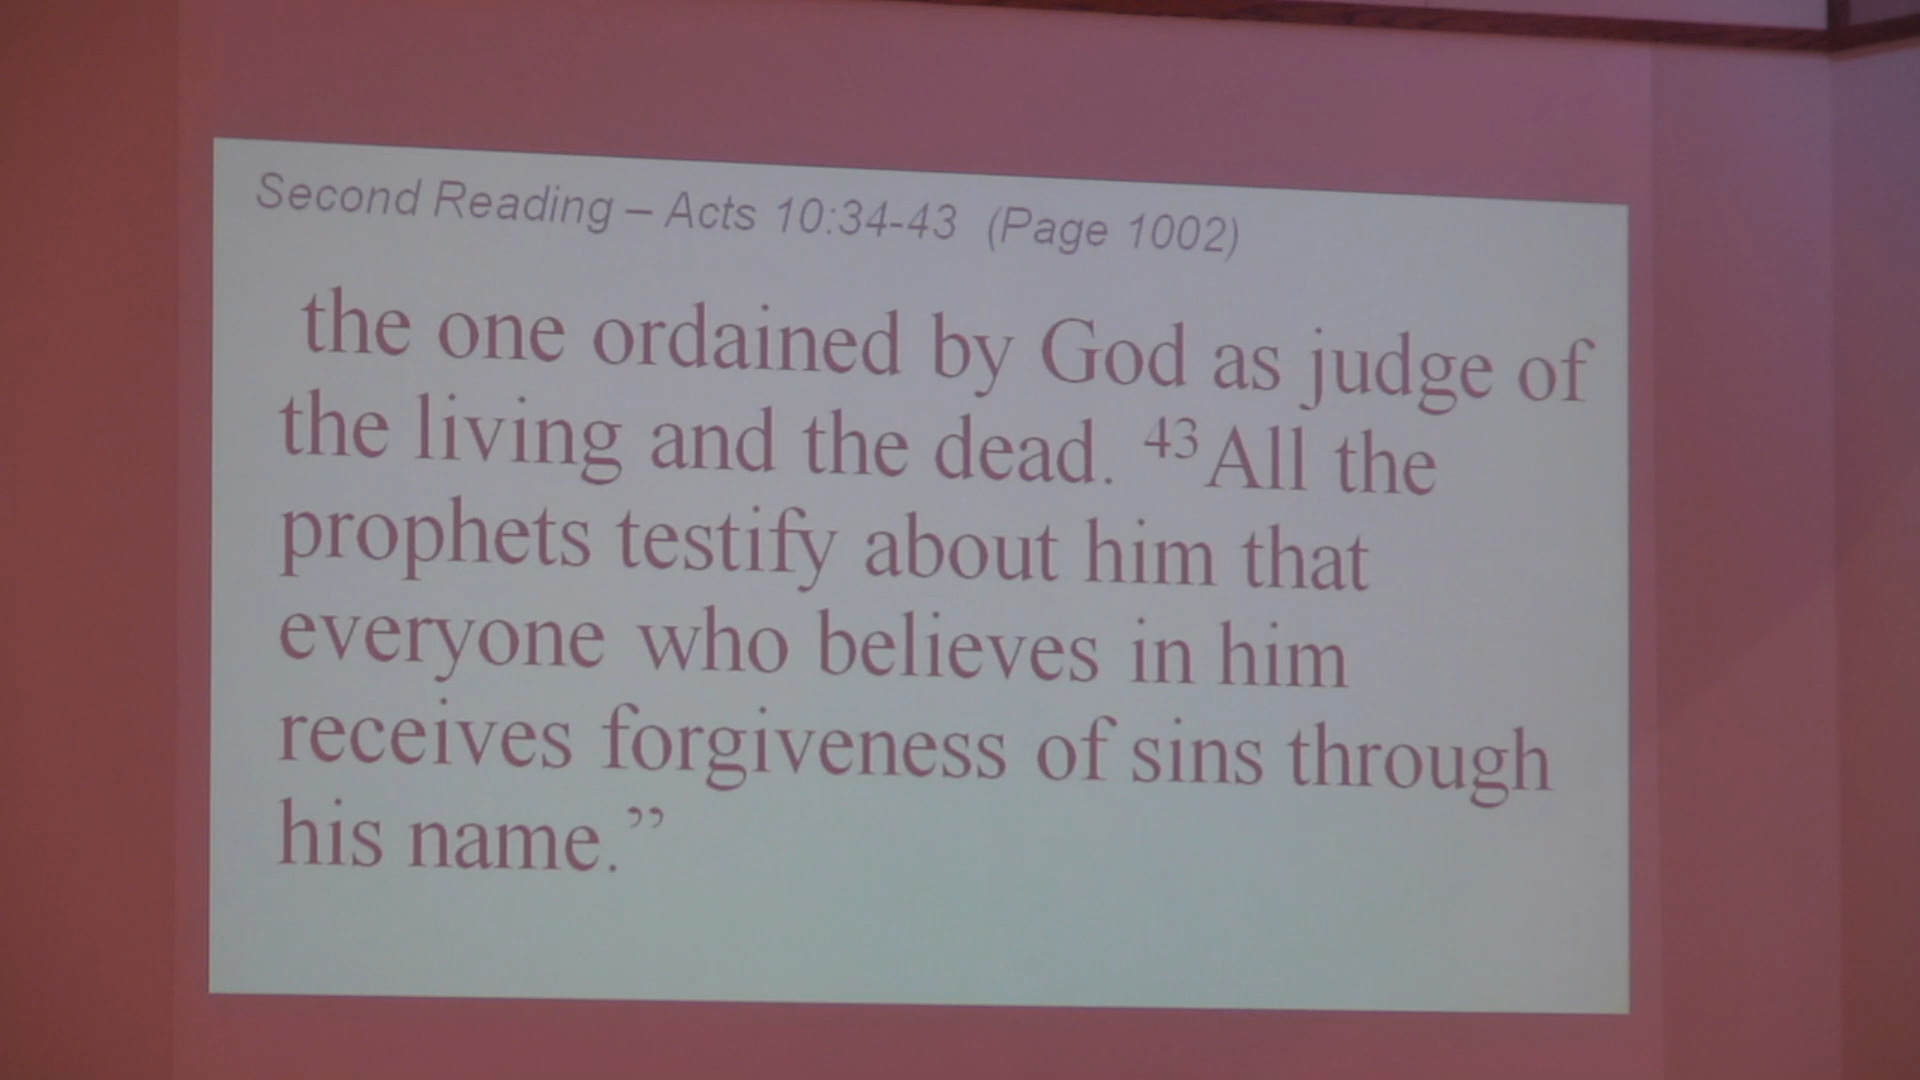 Second Reading – Acts 10:34-43 (Page 1002)
the one ordained by God as judge of
the living and the dead. ⁴³All the
prophets testify about him that
everyone who believes in him
receives forgiveness of sins through
his name.”